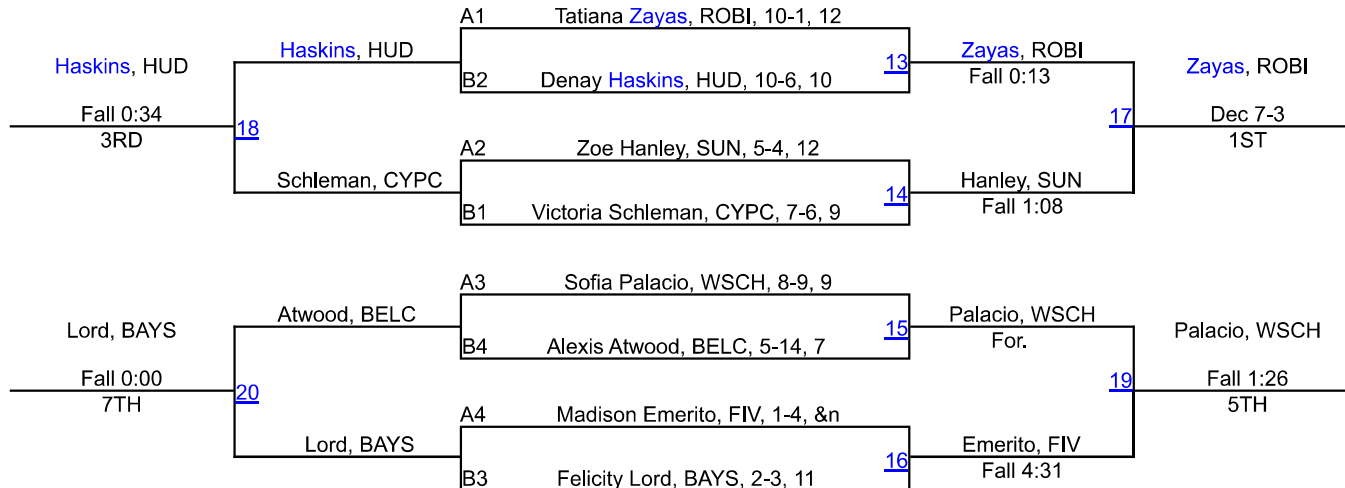 A1 Tatiana Zayas, ROBI, 10-1, 12
Haskins, HUD Haskins, HUD Zayas, ROBI Zayas, ROBI
13
B2 Denay Haskins, HUD, 10-6, 10 Fall 0:13
Fall 0:34 Dec 7-3
18 17
3RD 1ST
A2 Zoe Hanley, SUN, 5-4, 12
Schleman, CYPC 14 Hanley, SUN
B1 Victoria Schleman, CYPC, 7-6, 9 Fall 1:08
A3 Sofia Palacio, WSCH, 8-9, 9
Lord, BAYS Atwood, BELC 15 Palacio, WSCH Palacio, WSCH
B4 Alexis Atwood, BELC, 5-14, 7 For.
Fall 0:00 Fall 1:26
20 19
7TH 5TH
A4 Madison Emerito, FIV, 1-4, &n
Lord, BAYS 16 Emerito, FIV
B3 Felicity Lord, BAYS, 2-3, 11 Fall 4:31